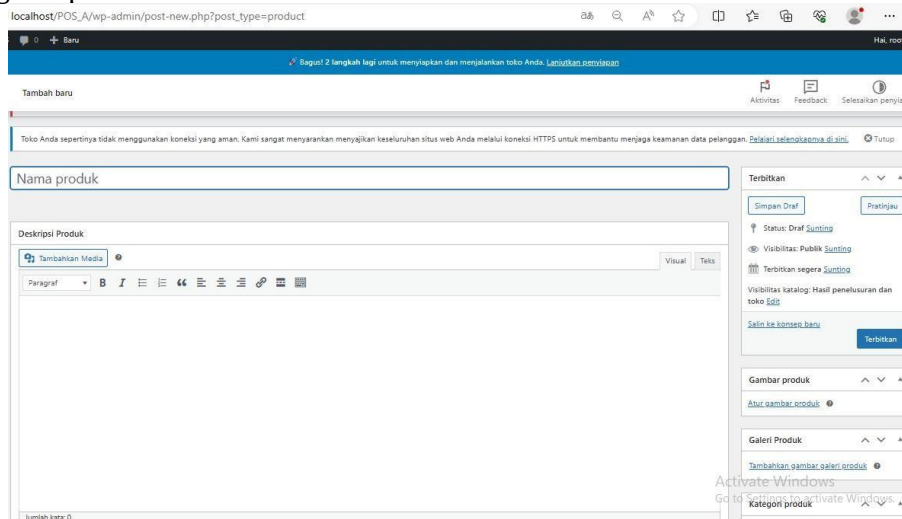 localhost/POS_A/wp-admin/post-new.php?post_type=product
0 + Baru
Hai, roo
Bagus! 2 langkah lagi untuk menyiapkan dan menjalankan toko Anda. Lanjutkan penyiapan
Tambah baru
Aktivitas Feedback Selesaikan penyia
Toko Anda sepertinya tidak menggunakan koneksi yang aman. Kami sangat menyarankan menyajikan keseluruhan situs web Anda melalui koneksi HTTPS untuk membantu menjaga keamanan data pelanggan. Pelajari selengkapnya di sini. Tutup
Nama produk
Deskripsi Produk
Tambahkan Media
Visual Teks
Paragraf B I
Jumlah kata: 0
Terbitkan
Simpan Draf Pratinjau
Status: Draf Sunting
Visibilitas: Publik Sunting
Terbitkan segera Sunting
Visibilitas katalog: Hasil penelusuran dan
toko Edit
Salin ke konsep baru
Terbitkan
Gambar produk
Atur gambar produk
Galeri Produk
Tambahkan gambar galeri produk
Activate Windows
Go to Settings to activate Windows.
Kategori produk